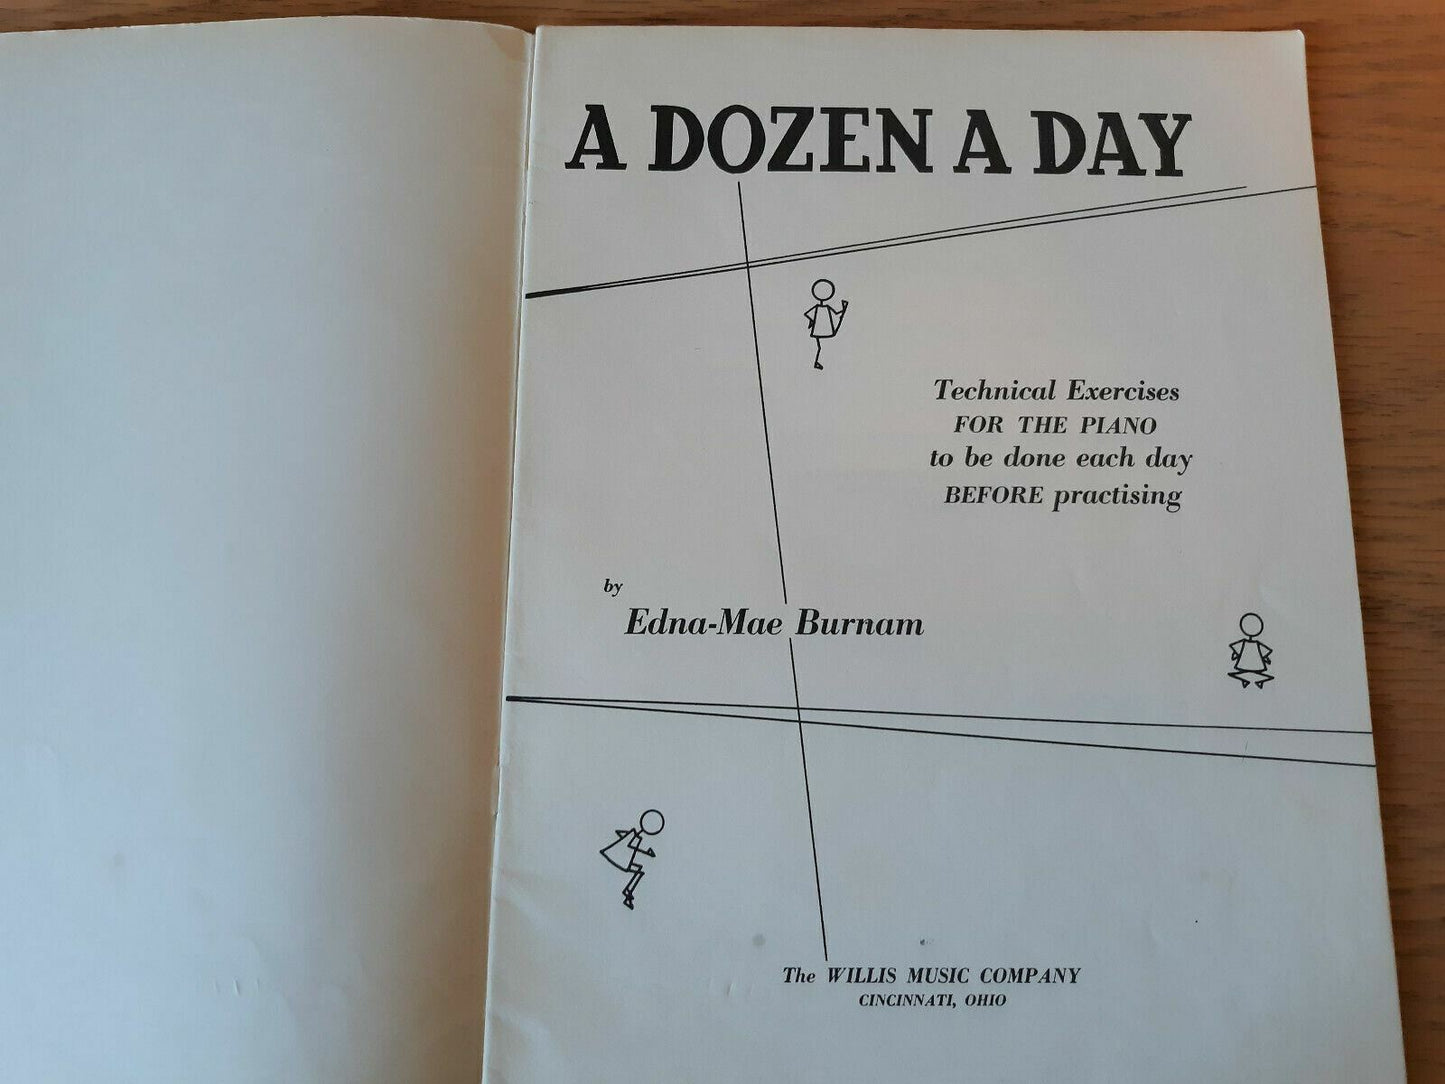 A DOZEN A DAY
Technical Exercises
FOR THE PIANO
to be done each day
BEFORE practising
by
Edna-Mae Burnam
The WILLIS MUSIC COMPANY
CINCINNATI, OHIO